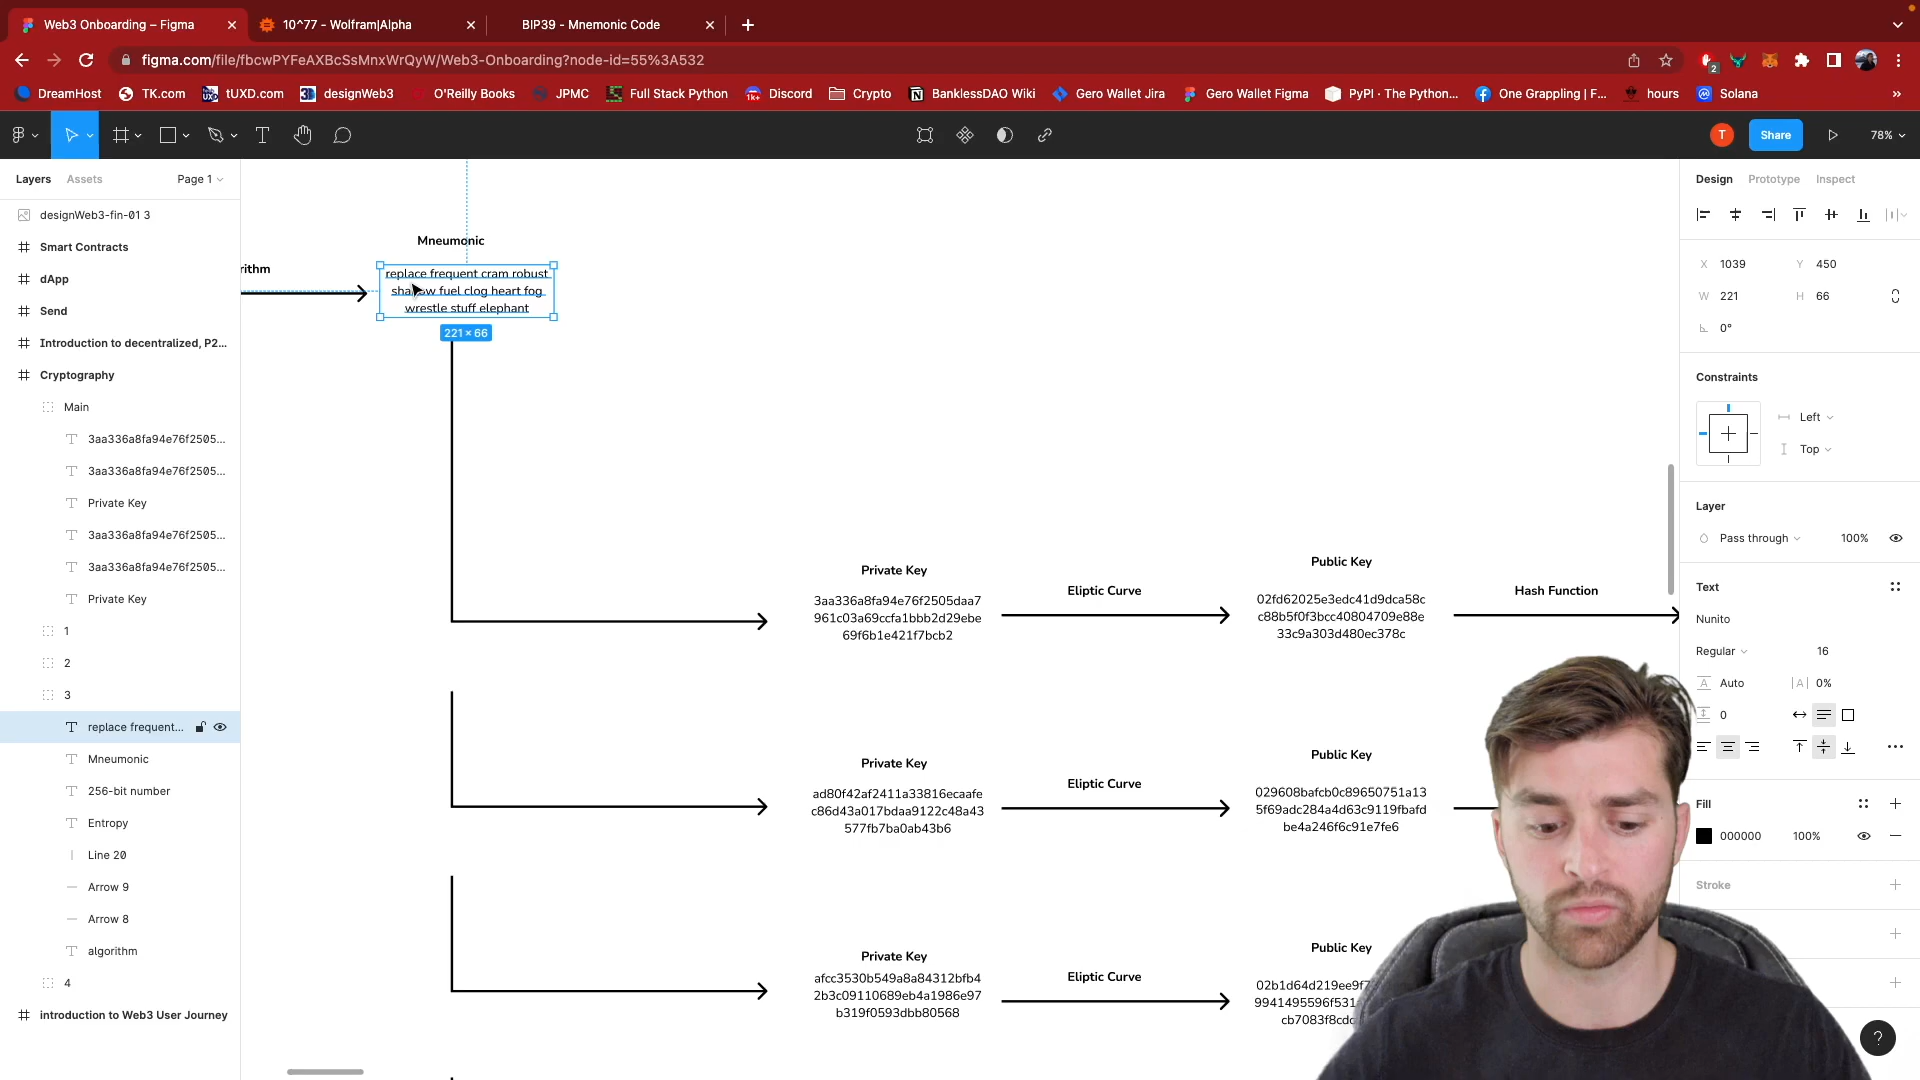 Web3 Onboarding – Figma
10^77 - Wolfram|Alpha
BIP39 - Mnemonic Code
figma.com/file/fbcwPYFeAXBcSsMnxWrQyW/Web3-Onboarding?node-id=55%3A532
2
DreamHost
TK.com
tUXD.com
designWeb3
O'Reilly Books
JPMC
Full Stack Python
Discord
Crypto
BanklessDAO Wiki
Gero Wallet Jira
Gero Wallet Figma
PyPI · The Python...
One Grappling | F...
hours
Solana
»
T
Share
78%
Layers
Assets
Page 1
designWeb3-fin-01 3
Smart Contracts
dApp
Send
Introduction to decentralized, P2...
Cryptography
Main
3aa336a8fa94e76f2505...
3aa336a8fa94e76f2505...
Private Key
3aa336a8fa94e76f2505...
3aa336a8fa94e76f2505...
Private Key
1
2
3
replace frequent...
Mneumonic
256-bit number
Entropy
Line 20
Arrow 9
Arrow 8
algorithm
4
introduction to Web3 User Journey
rithm
Mneumonic
replace frequent cram robust
shallow fuel clog heart fog
wrestle stuff elephant
221 × 66
Private Key
3aa336a8fa94e76f2505daa7
961c03a69ccfa1bbb2d29ebe
69f6b1e421f7bcb2
Eliptic Curve
Public Key
02fd62025e3edc41d9dca58c
c88b5f0f3bcc40804709e88e
33c9a303d480ec378c
Hash Function
Private Key
ad80f42af2411a33816ecaafe
c86d43a017bdaa9122c48a43
577fb7ba0ab43b6
Eliptic Curve
Public Key
029608bafcb0c89650751a13
5f69adc284a4d63c9119fbafd
be4a246f6c91e7fe6
Private Key
afcc3530b549a8a84312bfb4
2b3c09110689eb4a1986e97
b319f0593dbb80568
Eliptic Curve
Public Key
02b1d64d219ee9f7
9941495596f531
cb7083f8cdc
Design
Prototype
Inspect
X 1039
Y 450
W 221
H 66
0°
Constraints
Left
Top
Layer
Pass through
100%
Text
Nunito
Regular
16
A Auto
|A| 0%
0
Fill
000000
100%
Stroke
?